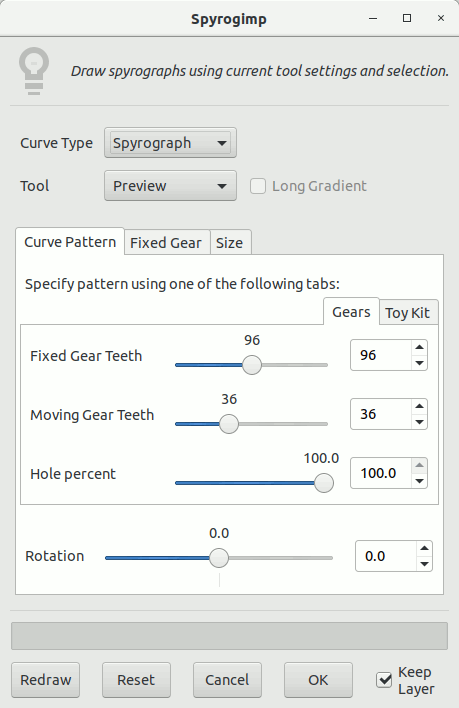 Spyrogimp
Draw spyrographs using current tool settings and selection.
Curve Type Spyrograph
Tool Preview Long Gradient
Curve Pattern Fixed Gear Size
Specify pattern using one of the following tabs:
Gears Toy Kit
96
Fixed Gear Teeth 96
36
Moving Gear Teeth 36
100.0
Hole percent 100.0
0.0
Rotation 0.0
Redraw Reset Cancel OK Keep
Layer